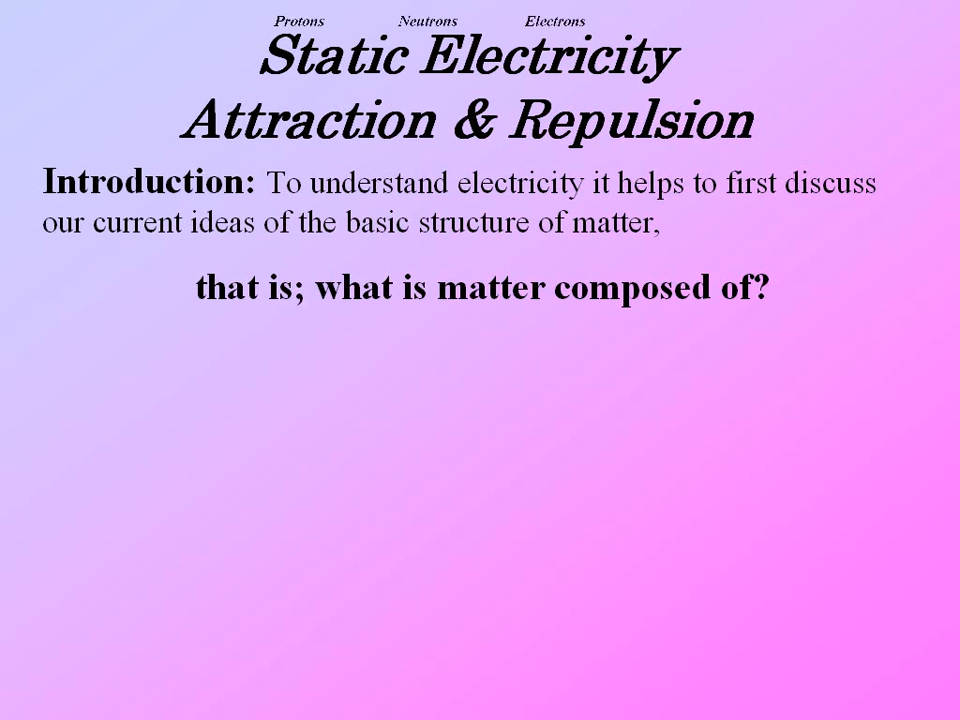 Protons Neutrons Electrons
Static Electricity
Attraction & Repulsion
Introduction: To understand electricity it helps to first discuss
our current ideas of the basic structure of matter,
that is; what is matter composed of?